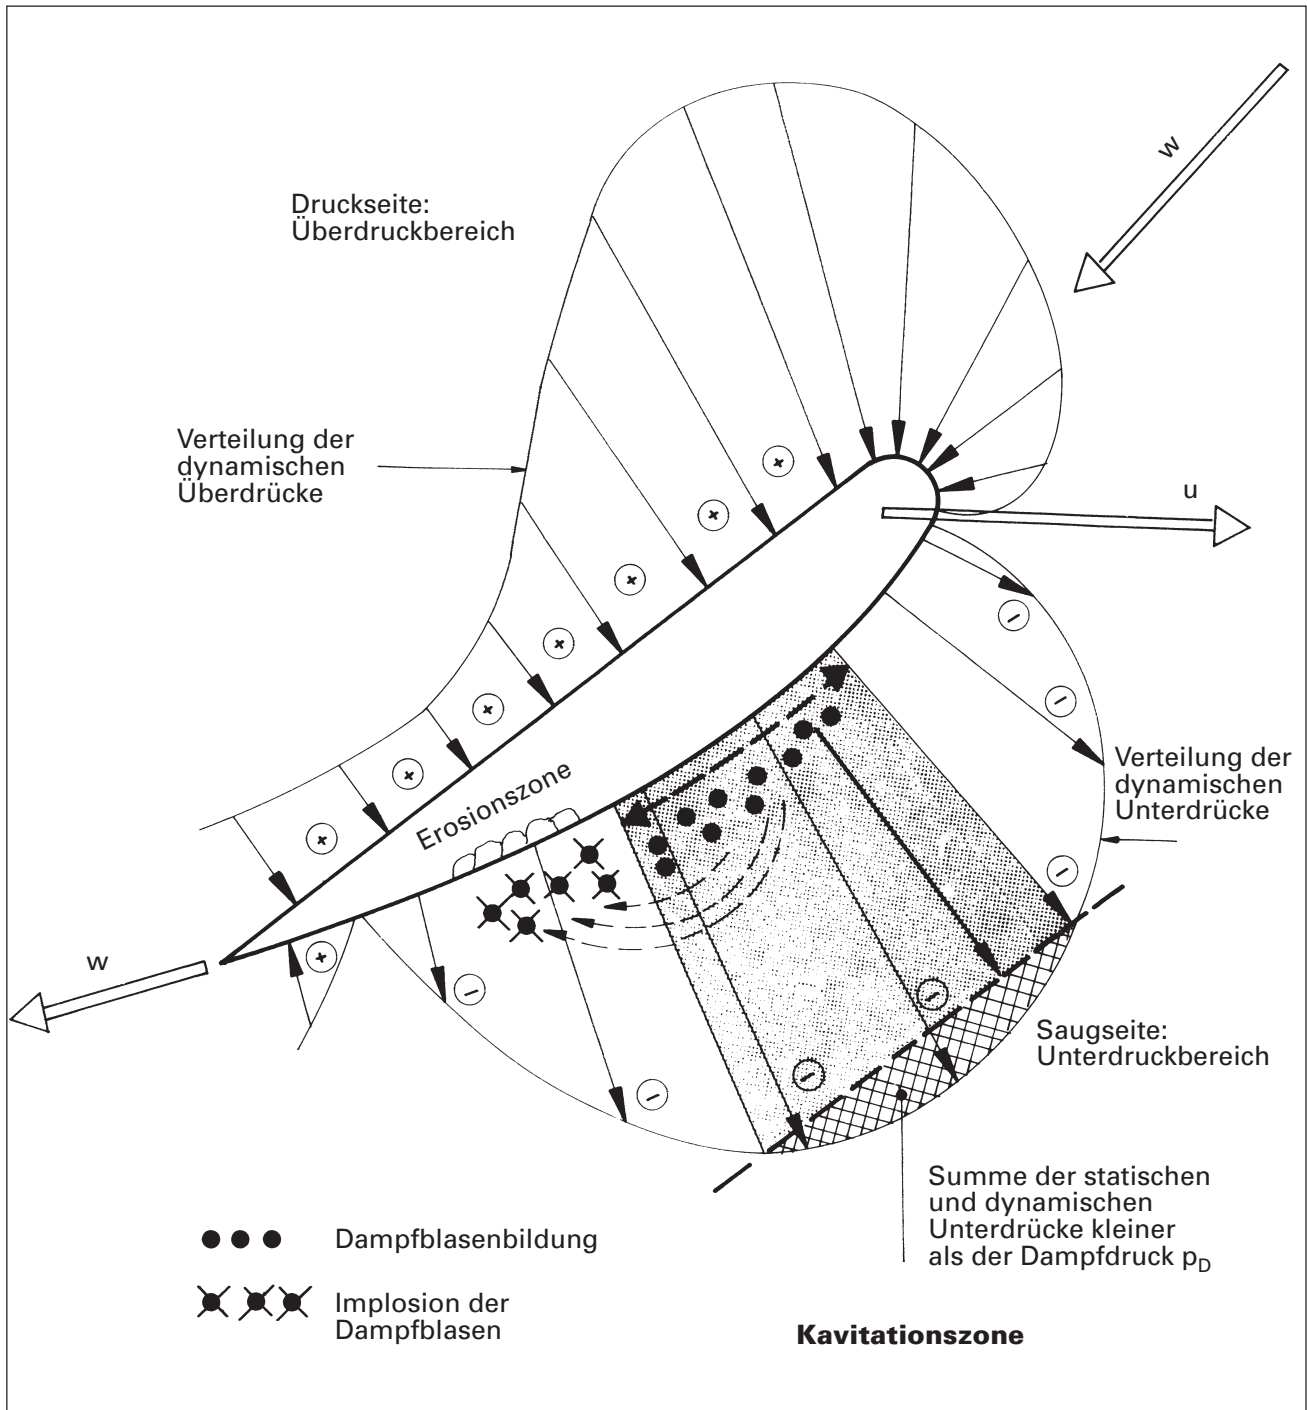 w
Druckseite:
Überdruckbereich
Verteilung der
dynamischen
Überdrücke
u
Erosionszone
Verteilung der
dynamischen
Unterdrücke
w
Saugseite:
Unterdruckbereich
Summe der statischen
und dynamischen
Unterdrücke kleiner
als der Dampfdruck p_D
Dampfblasenbildung
Implosion der
Dampfblasen
Kavitationszone